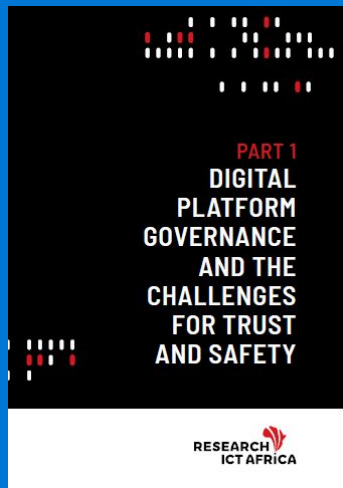 PART 1
DIGITAL
PLATFORM
GOVERNANCE
AND THE
CHALLENGES
FOR TRUST
AND SAFETY
RESEARCH
ICT AFRICA